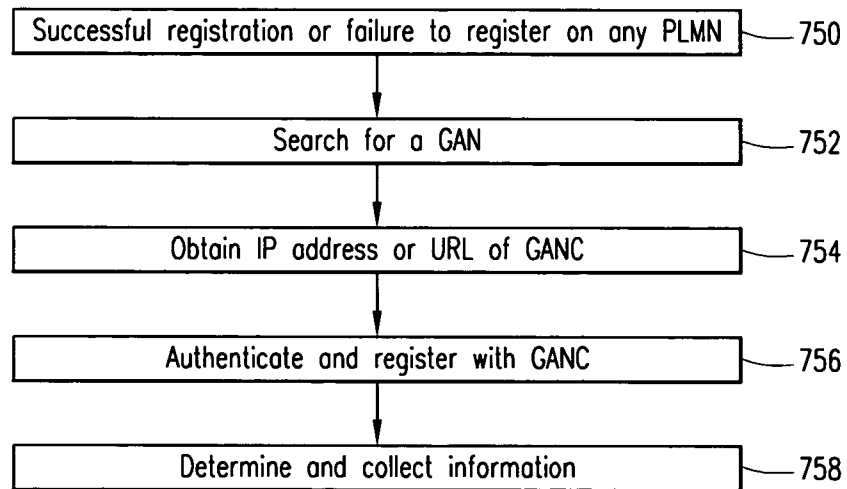 Successful registration or failure to register on any PLMN 750
Search for a GAN 752
Obtain IP address or URL of GANC 754
Authenticate and register with GANC 756
Determine and collect information 758